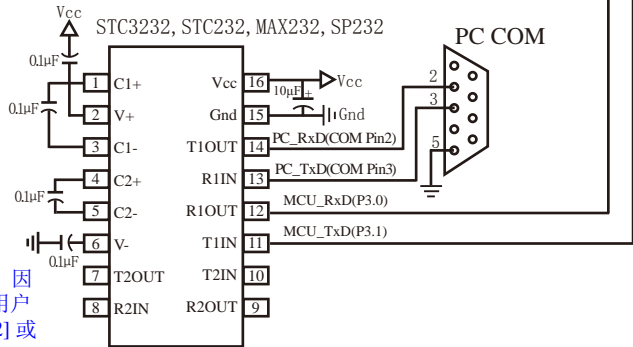 Vcc
STC3232, STC232, MAX232, SP232
PC COM
0.1μF
0.1μF
1 C1+
2 V+
3 C1-
4 C2+
0.1μF
5 C2-
6 V-
0.1μF
7 T2OUT
8 R2IN
Vcc 16
Vcc
10μF +
Gnd 15
Gnd
T1OUT 14
PC_RxD(COM Pin2)
R1IN 13
PC_TxD(COM Pin3)
R1OUT 12
MCU_RxD(P3.0)
T1IN 11
MCU_TxD(P3.1)
T2IN 10
R2OUT 9
2
3
5
因
用户
2] 或